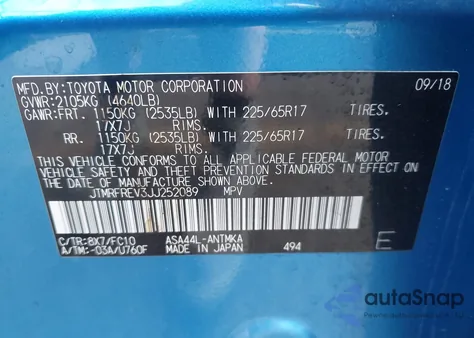 MFD.BY:TOYOTA MOTOR CORPORATION 09/18
GVWR:2105KG (4640LB)
GAWR:FRT. 1150KG (2535LB) WITH 225/65R17 TIRES.
17X7J RIMS.
RR. 1150KG (2535LB) WITH 225/65R17 TIRES.
17X7J RIMS.
THIS VEHICLE CONFORMS TO ALL APPLICABLE FEDERAL MOTOR
VEHICLE SAFETY AND THEFT PREVENTION STANDARDS IN EFFECT
ON THE DATE OF MANUFACTURE SHOWN ABOVE.
JTMRFREV3JJ252089 MPV
C/TR:8X7/FC10 ASA44L-ANTMKA
A/TM:-03A/U760F MADE IN JAPAN 494 E
autoSnap
POWERED BY